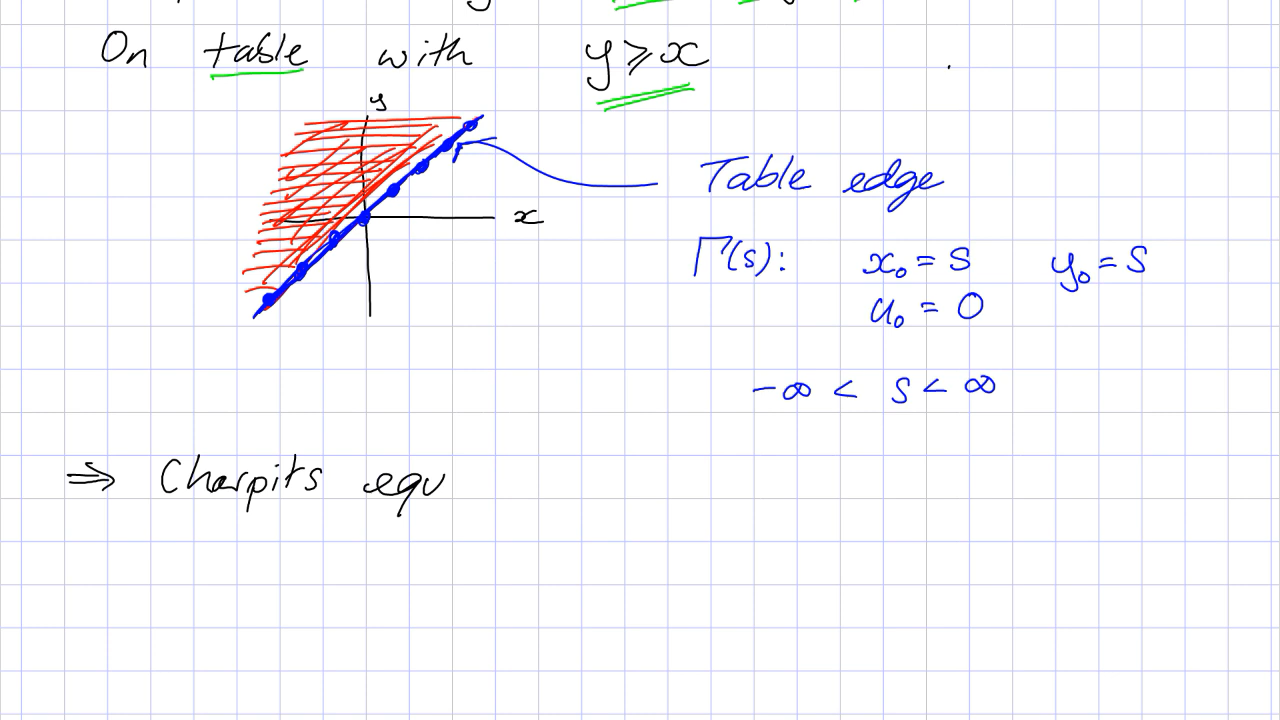 On table with y ⩾ x
y
x
Table edge
Γ(s): x₀ = s y₀ = s
u₀ = 0
-∞ < s < ∞
⇒ Charpits equ